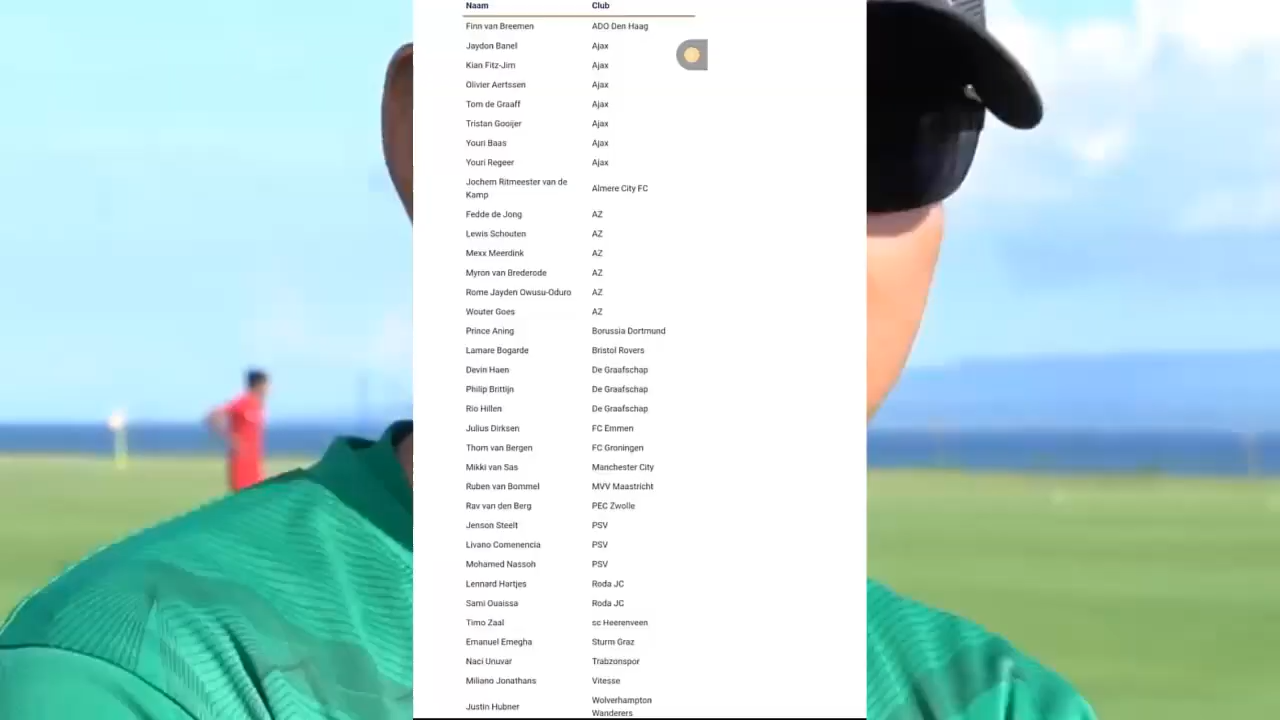 Naam Club
Finn van Breemen ADO Den Haag
Jaydon Banel Ajax
Kian Fitz-Jim Ajax
Olivier Aertssen Ajax
Tom de Graaff Ajax
Tristan Gooijer Ajax
Youri Baas Ajax
Youri Regeer Ajax
Jochem Ritmeester van de
Kamp Almere City FC
Fedde de Jong AZ
Lewis Schouten AZ
Mexx Meerdink AZ
Myron van Brederode AZ
Rome Jayden Owusu-Oduro AZ
Wouter Goes AZ
Prince Aning Borussia Dortmund
Lamare Bogarde Bristol Rovers
Devin Haen De Graafschap
Philip Brittijn De Graafschap
Rio Hillen De Graafschap
Julius Dirksen FC Emmen
Thom van Bergen FC Groningen
Mikki van Sas Manchester City
Ruben van Bommel MVV Maastricht
Rav van den Berg PEC Zwolle
Jenson Steelt PSV
Livano Comenencia PSV
Mohamed Nassoh PSV
Lennard Hartjes Roda JC
Sami Ouaissa Roda JC
Timo Zaal sc Heerenveen
Emanuel Emegha Sturm Graz
Naci Unuvar Trabzonspor
Miliano Jonathans Vitesse
Justin Hubner Wolverhampton
Wanderers